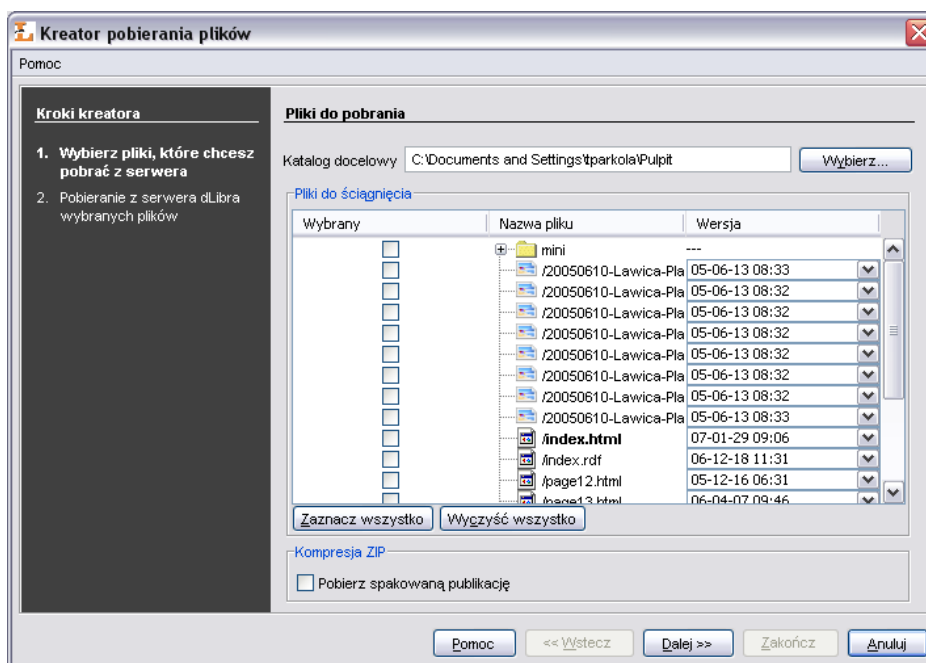 Kreator pobierania plików
Pomoc
Kroki kreatora
1. Wybierz pliki, które chcesz
pobrać z serwera
2. Pobieranie z serwera dLibra
wybranych plików
Pliki do pobrania
Katalog docelowy C:\Documents and Settings\tparkola\Pulpit Wybierz...
Pliki do ściągnięcia
Wybrany Nazwa pliku Wersja
mini ---
/20050610-Lawica-Pla 05-06-13 08:33
/20050610-Lawica-Pla 05-06-13 08:32
/20050610-Lawica-Pla 05-06-13 08:32
/20050610-Lawica-Pla 05-06-13 08:32
/20050610-Lawica-Pla 05-06-13 08:32
/20050610-Lawica-Pla 05-06-13 08:32
/20050610-Lawica-Pla 05-06-13 08:32
/20050610-Lawica-Pla 05-06-13 08:33
/index.html 07-01-29 09:06
/index.rdf 06-12-18 11:31
/page12.html 05-12-16 06:31
/page13.html 06-04-07 09:46
Zaznacz wszystko Wyczyść wszystko
Kompresja ZIP
Pobierz spakowaną publikację
Pomoc << Wstecz Dalej >> Zakończ Anuluj